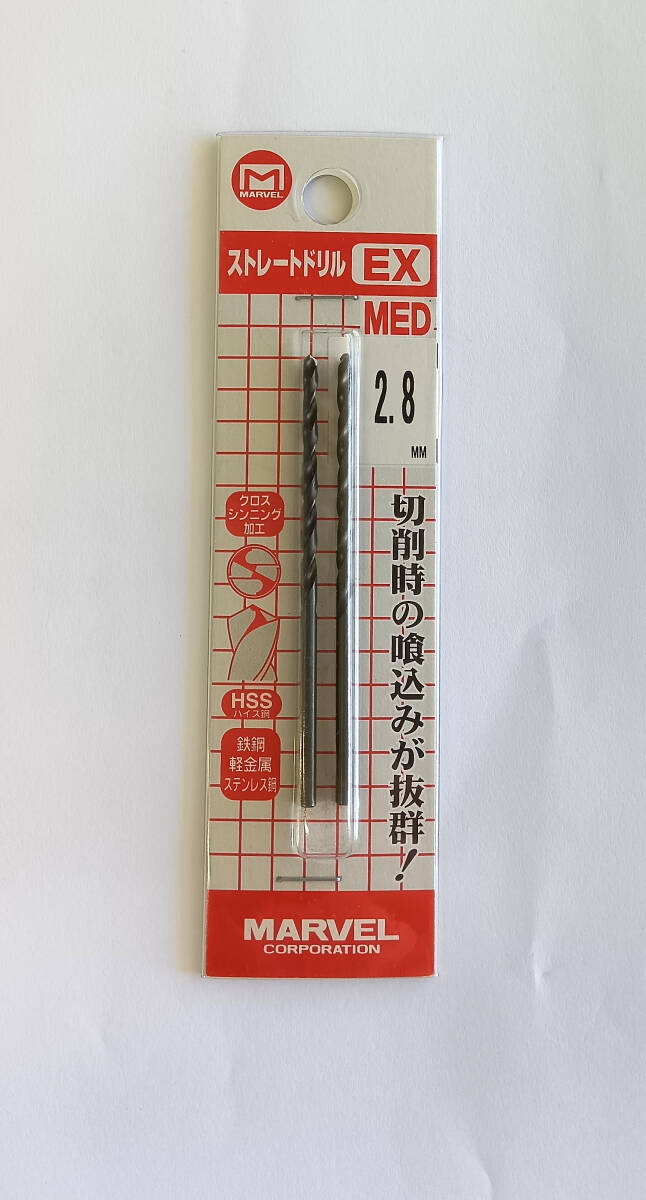 M
MARVEL
ストレートドリル EX
MED
2.8
MM
クロス
シンニング
加工
切削時の喰込みが抜群!
HSS
ハイス鋼
鉄鋼
軽金属
ステンレス鋼
MARVEL
CORPORATION